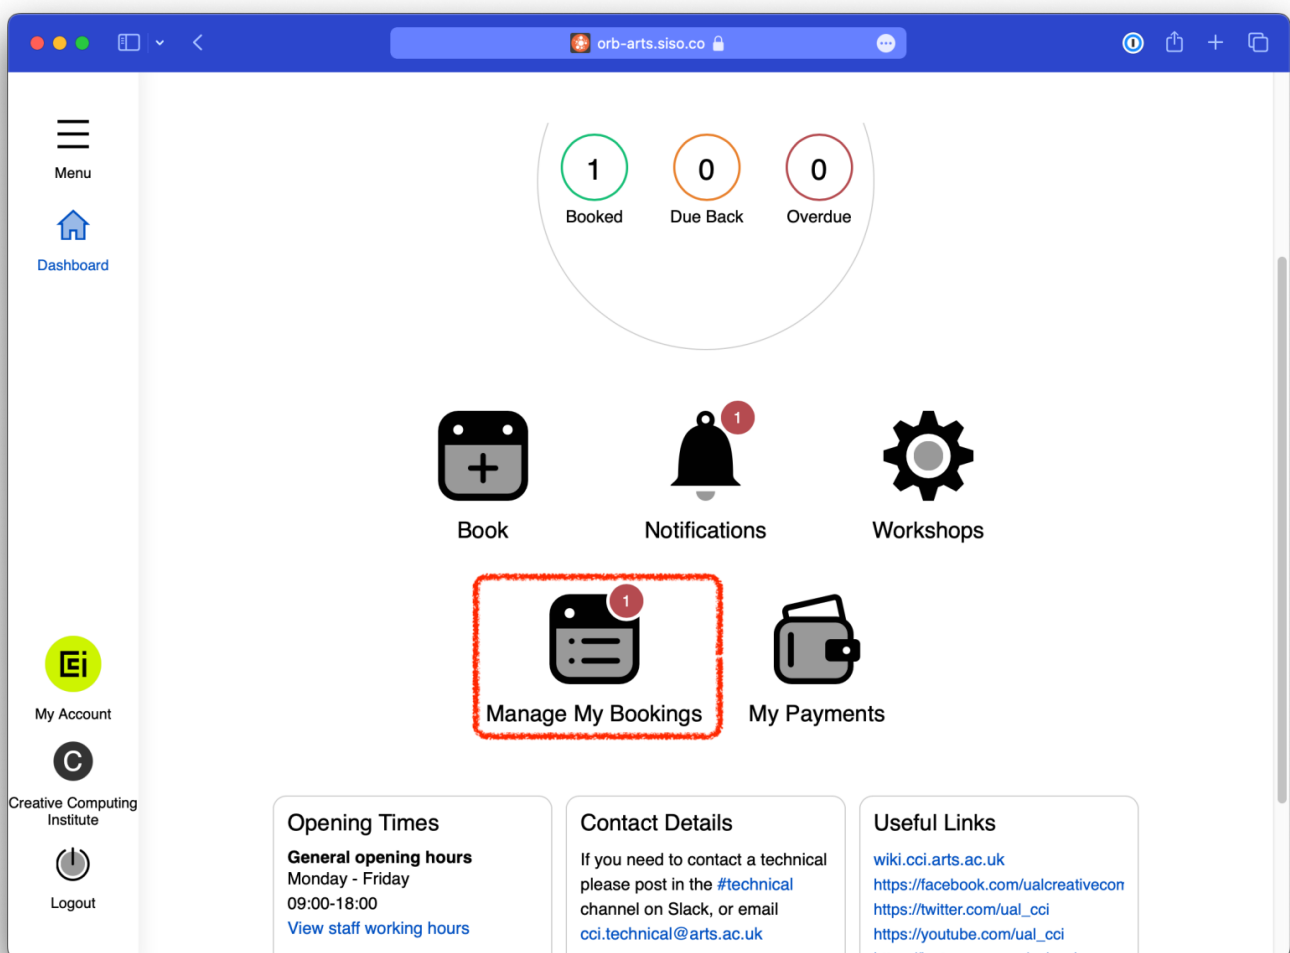 orb-arts.siso.co
Menu
Dashboard
1
0
0
Booked
Due Back
Overdue
1
Book
Notifications
Workshops
1
Manage My Bookings
My Payments
My Account
C
Creative Computing
Institute
Logout
Opening Times
General opening hours
Monday - Friday
09:00-18:00
View staff working hours
Contact Details
If you need to contact a technical
please post in the #technical
channel on Slack, or email
cci.technical@arts.ac.uk
Useful Links
wiki.cci.arts.ac.uk
https://facebook.com/ualcreativecom
https://twitter.com/ual_cci
https://youtube.com/ual_cci